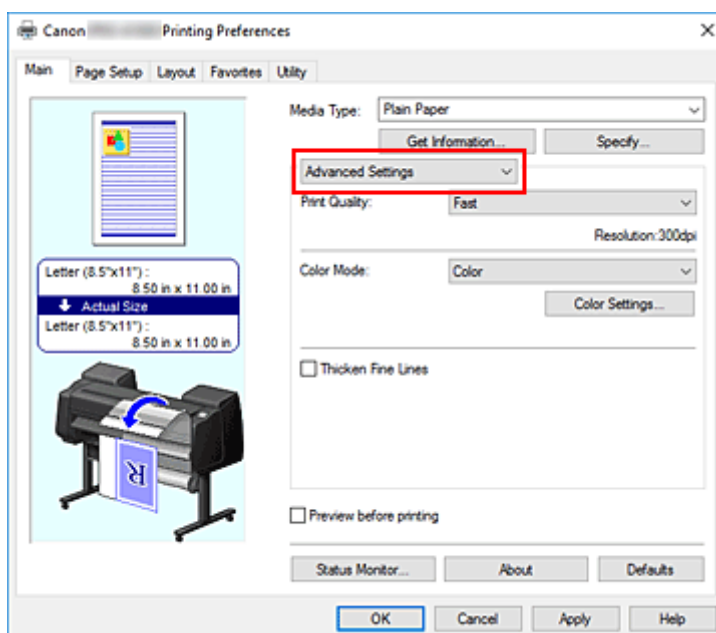 Canon Printing Preferences
Main Page Setup Layout Favorites Utility
Media Type: Plain Paper
Get Information... Specify...
Advanced Settings
Print Quality: Fast
Resolution:300dpi
Letter (8.5"x11") :
8.50 in x 11.00 in
Actual Size
Letter (8.5"x11") :
8.50 in x 11.00 in
Color Mode: Color
Color Settings...
Thicken Fine Lines
R
Preview before printing
Status Monitor... About Defaults
OK Cancel Apply Help